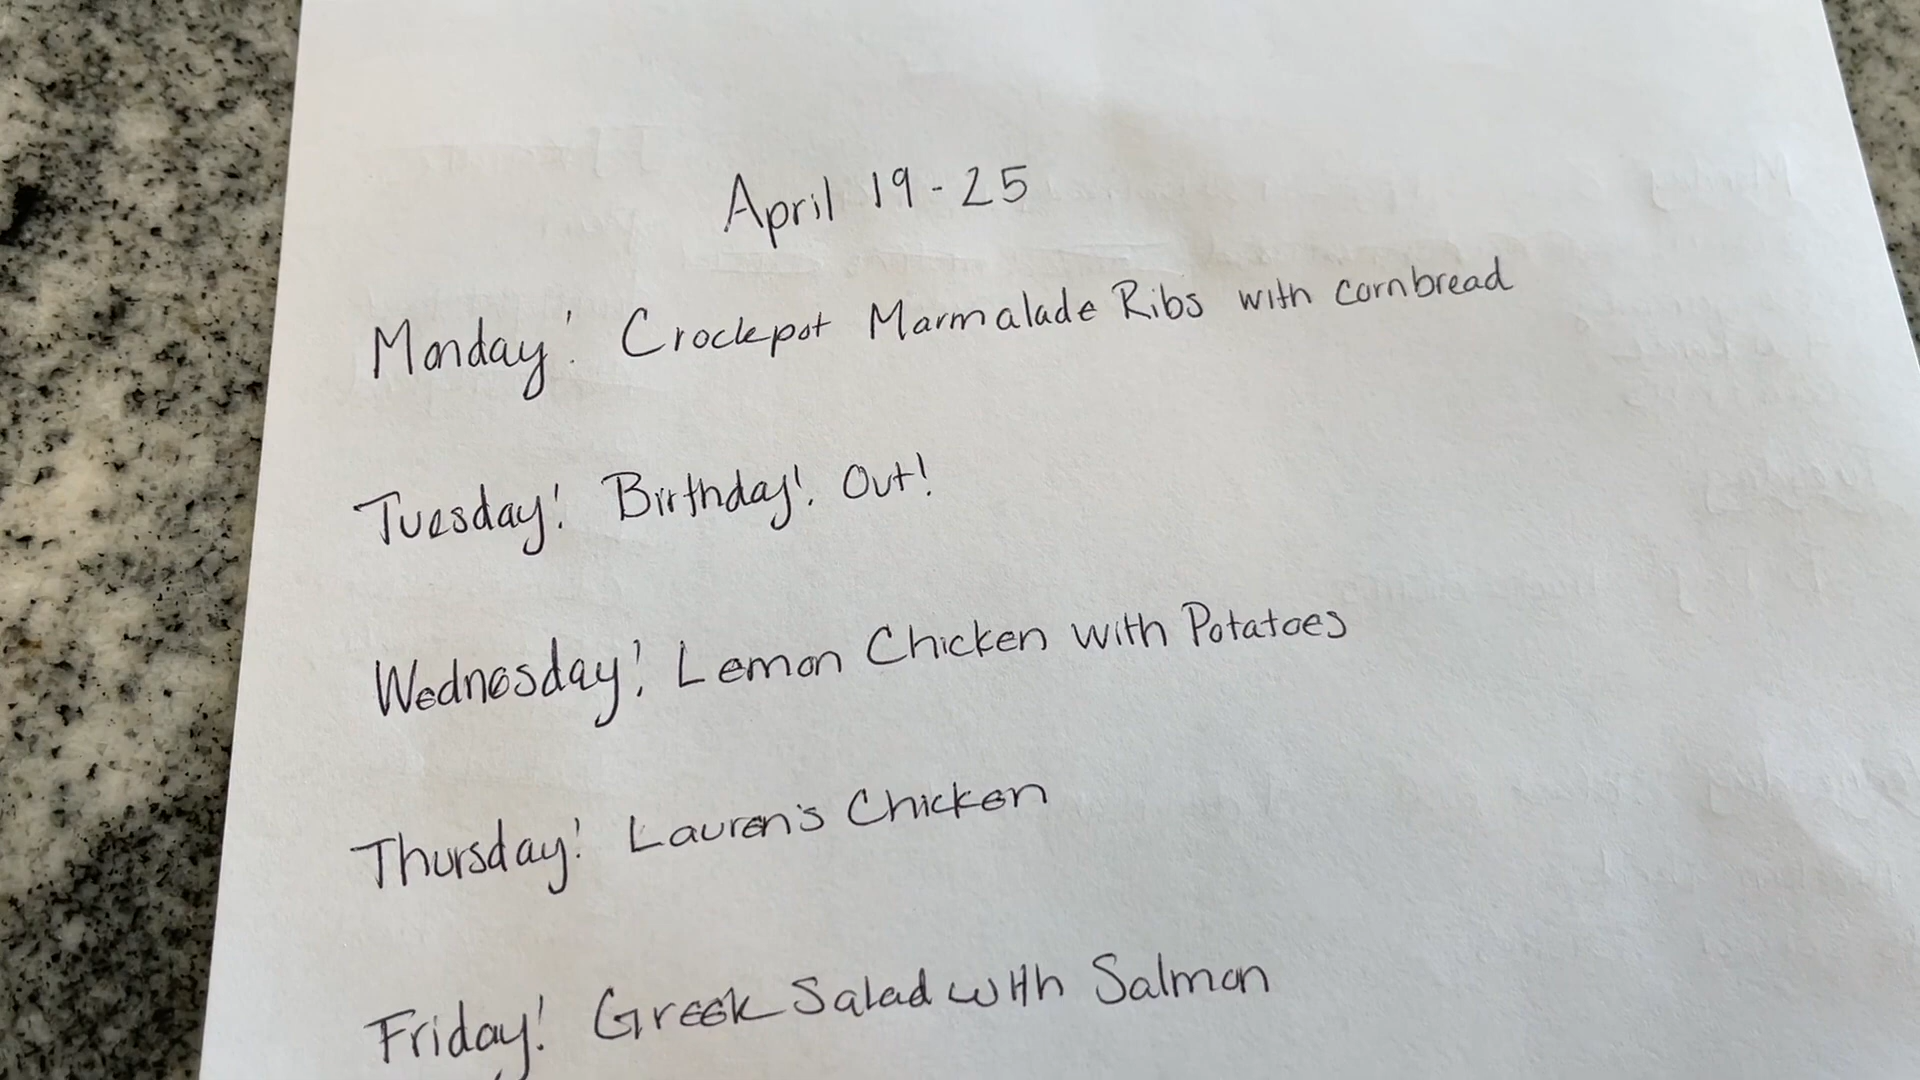 April 19-25
Monday! Crockpot Marmalade Ribs with cornbread
Tuesday! Birthday! Out!
Wednesday! Lemon Chicken with Potatoes
Thursday! Lauren's Chicken
Friday! Greek Salad with Salmon